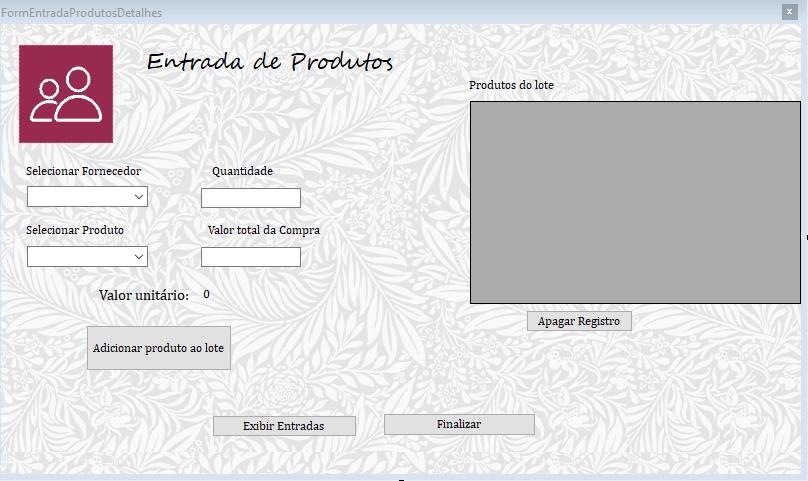 FormEntradaProdutosDetalhes
x
Entrada de Produtos
Produtos do lote
Selecionar Fornecedor
Quantidade
Selecionar Produto
Valor total da Compra
Valor unitário: 0
Apagar Registro
Adicionar produto ao lote
Exibir Entradas
Finalizar